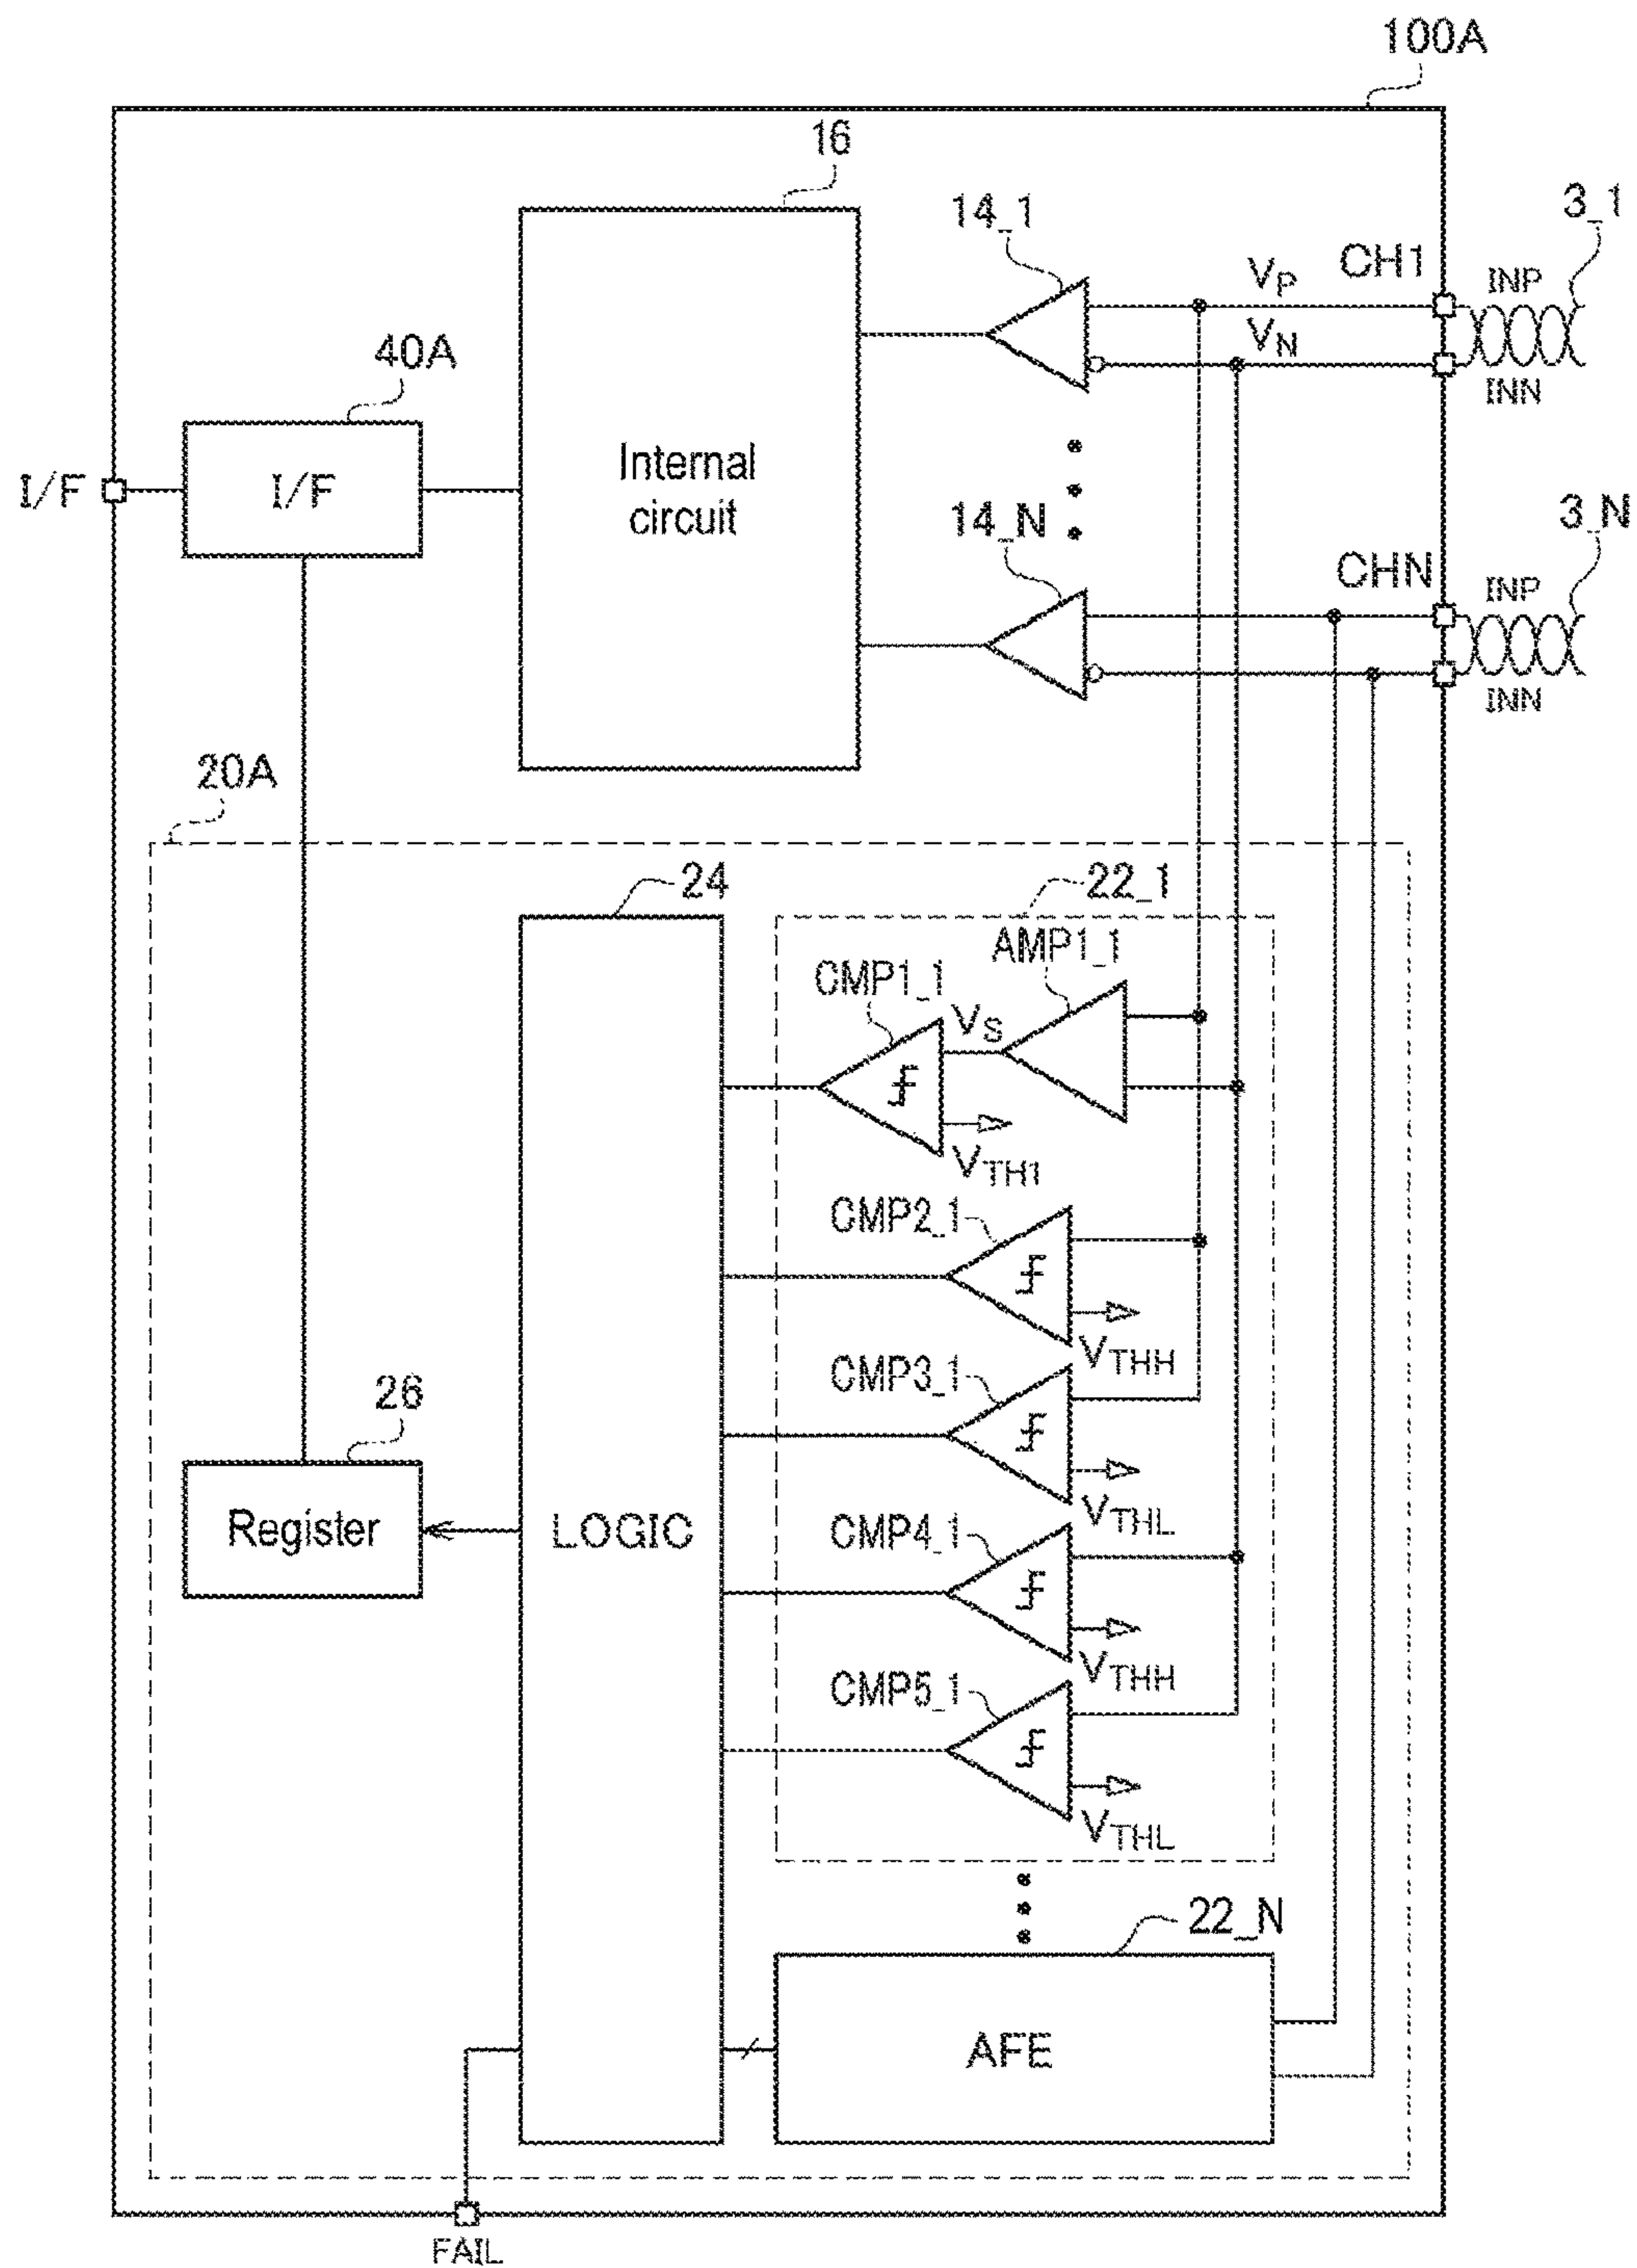 100A
16
14_1
3_1
CH1
INP
VP
VN
INN
40A
I/F
I/F
Internal
circuit
14_N
3_N
CHN
INP
INN
20A
24
22_1
AMP1_1
CMP1_1
VS
VTH1
CMP2_1
VTHH
CMP3_1
26
VTHL
Register
LOGIC
CMP4_1
VTHH
CMP5_1
VTHL
22_N
AFE
FAIL